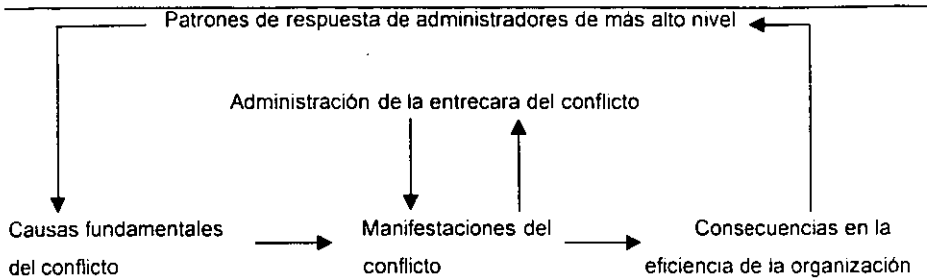 Patrones de respuesta de administradores de más alto nivel
Administración de la entrecara del conflicto
Causas fundamentales
del conflicto
Manifestaciones del
conflicto
Consecuencias en la
eficiencia de la organización